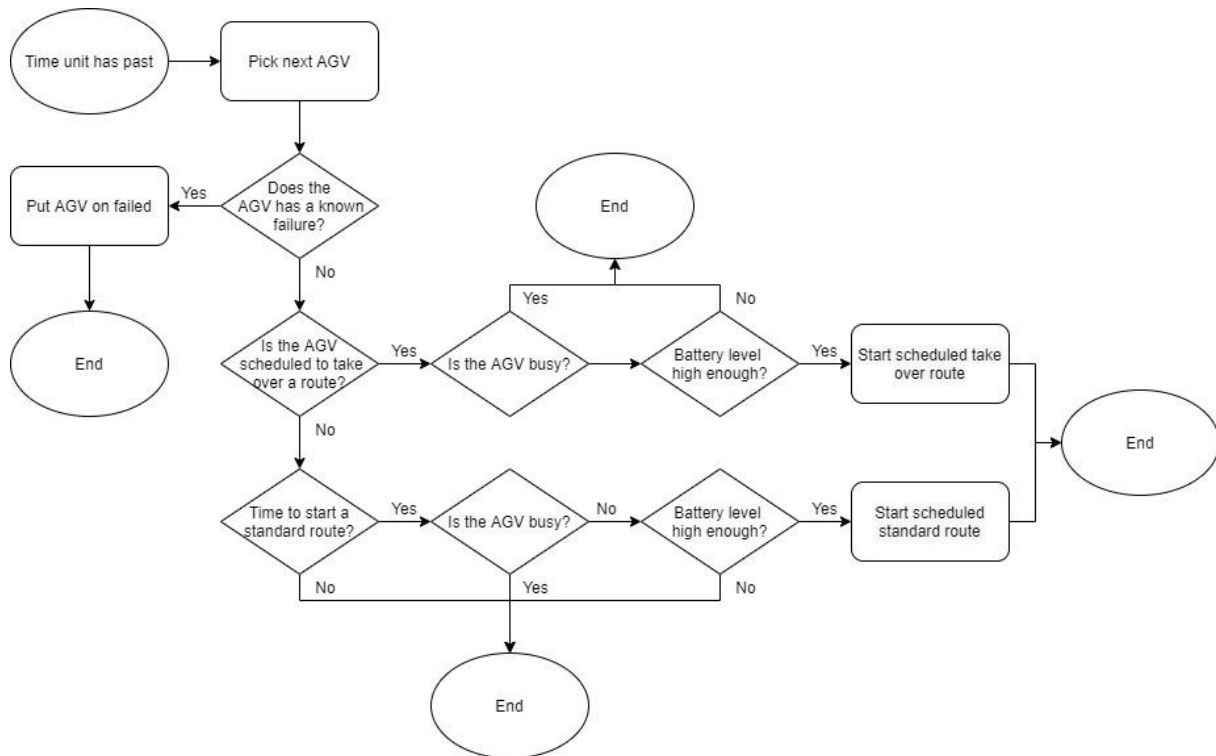 Time unit has past
Pick next AGV
Put AGV on failed
Yes
Does the
AGV has a known
failure?
End
No
End
Yes
No
Is the AGV
scheduled to take
over a route?
Yes
Is the AGV busy?
Battery level
high enough?
Yes
Start scheduled take
over route
End
No
End
Time to start a
standard route?
Yes
Is the AGV busy?
No
Battery level
high enough?
Yes
Start scheduled
standard route
No
Yes
No
End